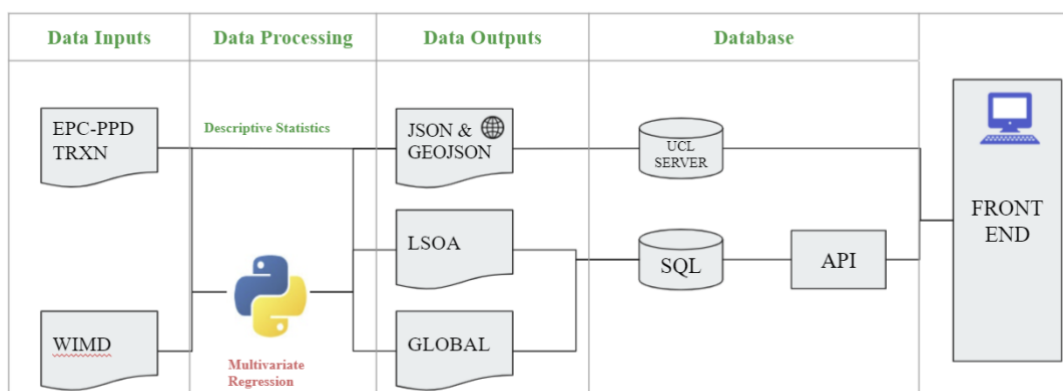 Data Inputs
Data Processing
Data Outputs
Database
EPC-PPD
TRXN
Descriptive Statistics
JSON &
GEOJSON
UCL
SERVER
LSOA
SQL
API
FRONT
END
WIMD
Multivariate
Regression
GLOBAL